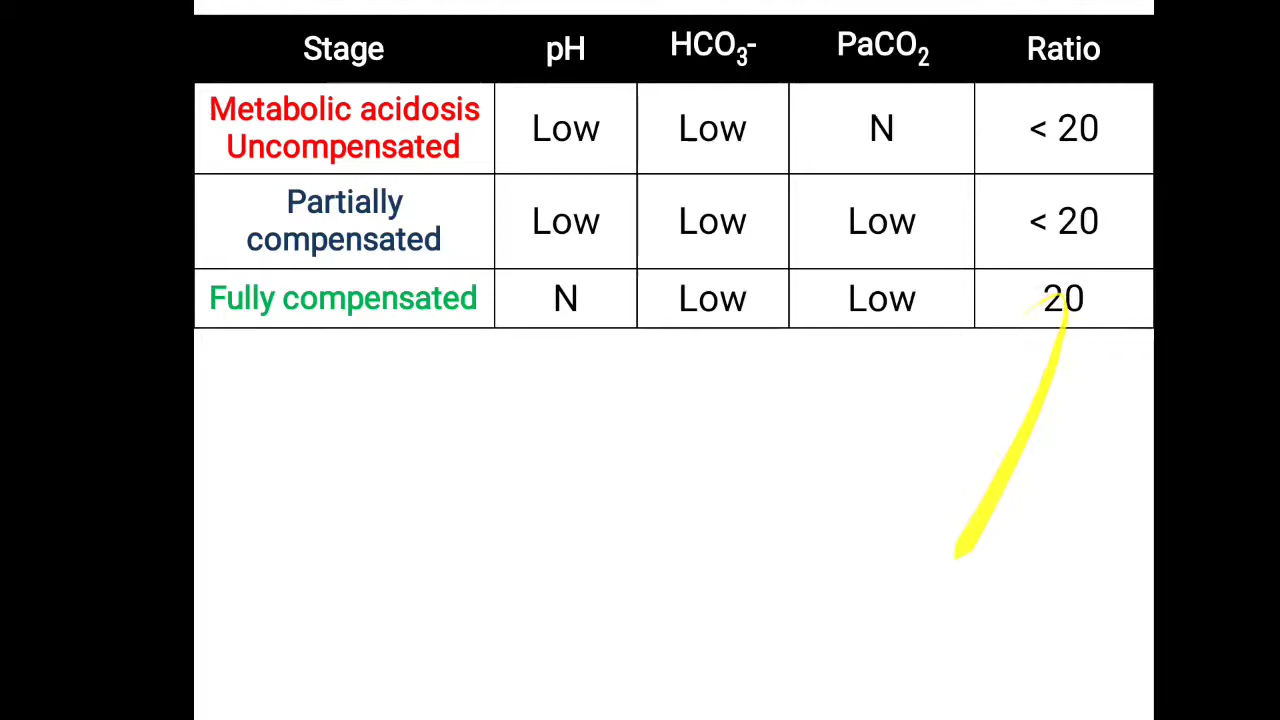 Stage pH HCO3- PaCO2 Ratio
Metabolic acidosis
Uncompensated Low Low N < 20
Partially
compensated Low Low Low < 20
Fully compensated N Low Low 20